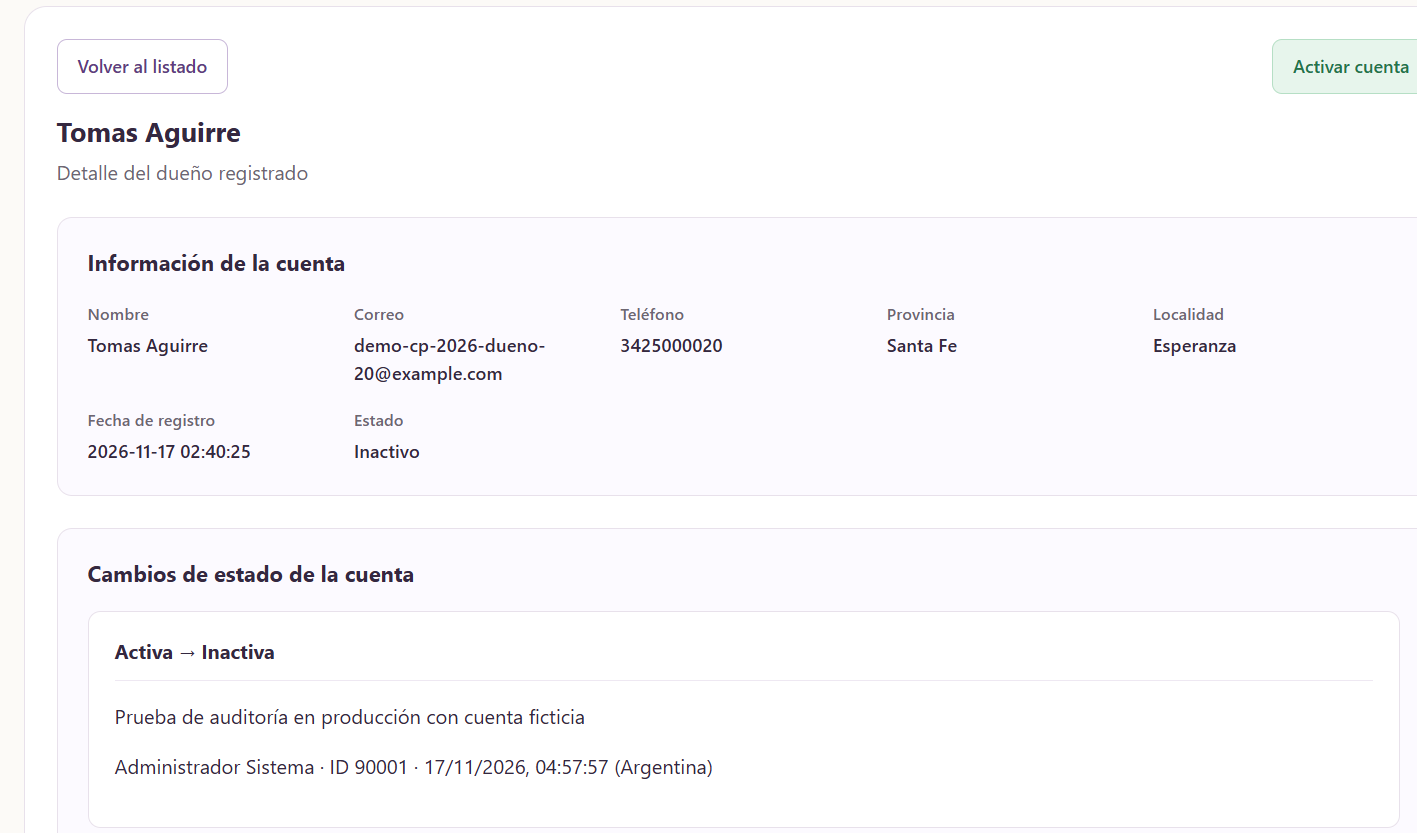 Volver al listado
Activar cuenta
Tomas Aguirre
Detalle del dueño registrado
Información de la cuenta
Nombre
Tomas Aguirre
Correo
demo-cp-2026-dueno-
20@example.com
Teléfono
3425000020
Provincia
Santa Fe
Localidad
Esperanza
Fecha de registro
2026-11-17 02:40:25
Estado
Inactivo
Cambios de estado de la cuenta
Activa → Inactiva
Prueba de auditoría en producción con cuenta ficticia
Administrador Sistema · ID 90001 · 17/11/2026, 04:57:57 (Argentina)